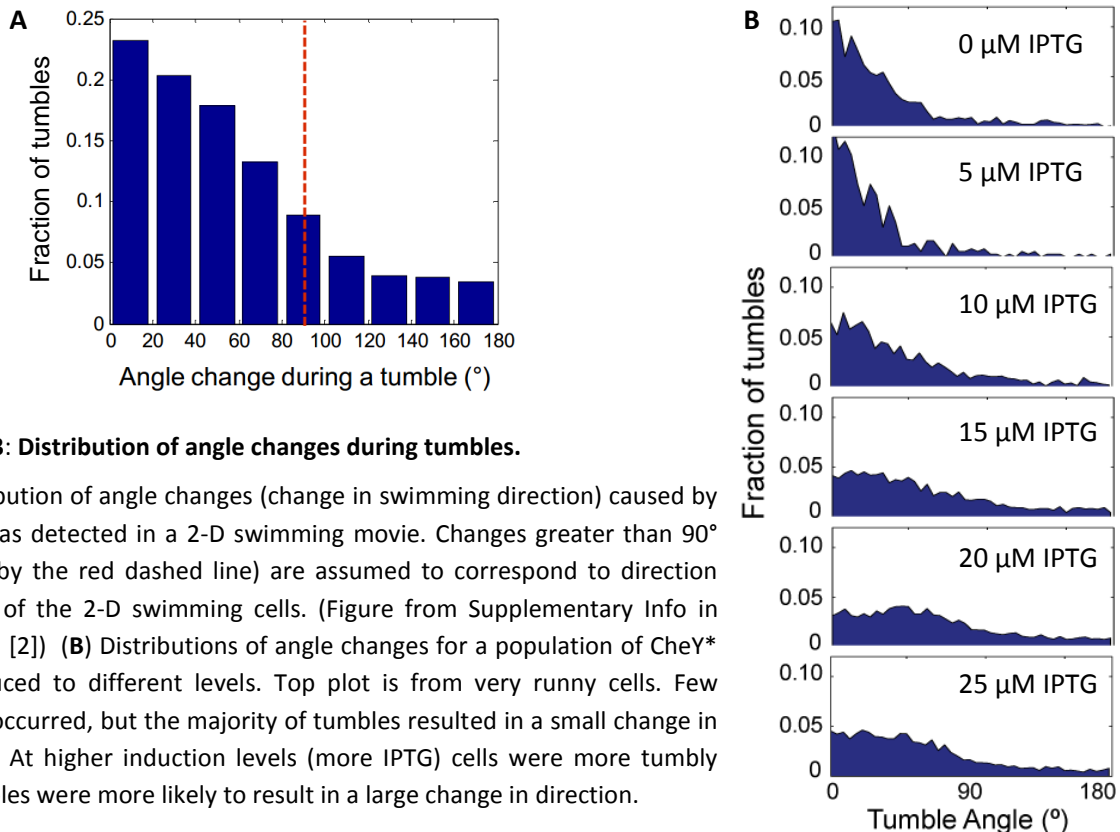 A
0.25
0.2
0.15
0.1
0.05
0
Fraction of tumbles
0 20 40 60 80 100 120 140 160 180
Angle change during a tumble (°)
3: Distribution of angle changes during tumbles.
bution of angle changes (change in swimming direction) caused by
as detected in a 2-D swimming movie. Changes greater than 90°
by the red dashed line) are assumed to correspond to direction
of the 2-D swimming cells. (Figure from Supplementary Info in
[2]) (B) Distributions of angle changes for a population of CheY*
uced to different levels. Top plot is from very runny cells. Few
occurred, but the majority of tumbles resulted in a small change in
At higher induction levels (more IPTG) cells were more tumbly
bles were more likely to result in a large change in direction.
B
Fraction of tumbles
0.10
0.05
0
0 µM IPTG
0.10
0.05
0
5 µM IPTG
0.10
0.05
0
10 µM IPTG
0.10
0.05
0
15 µM IPTG
0.10
0.05
0
20 µM IPTG
0.10
0.05
0
25 µM IPTG
0 90 180
Tumble Angle (º)